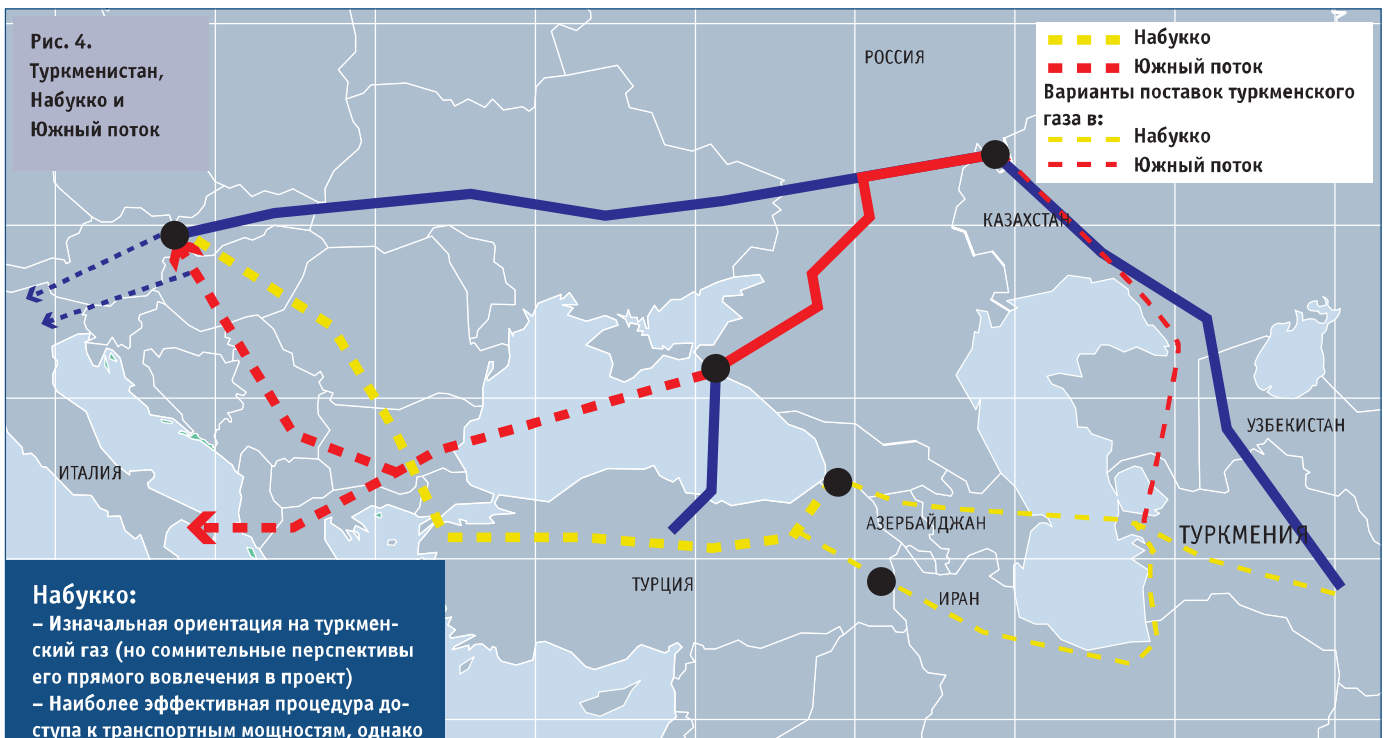 Рис. 4.
Туркменистан,
Набукко и
Южный поток
РОССИЯ
Набукко
Южный поток
Варианты поставок туркменского
газа в:
Набукко
Южный поток
КАЗАХСТАН
УЗБЕКИСТАН
ИТАЛИЯ
АЗЕРБАЙДЖАН
ТУРКМЕНИЯ
ТУРЦИЯ
ИРАН
Набукко:
– Изначальная ориентация на туркмен-
ский газ (но сомнительные перспективы
его прямого вовлечения в проект)
– Наиболее эффективная процедура до-
ступа к транспортным мощностям, однако